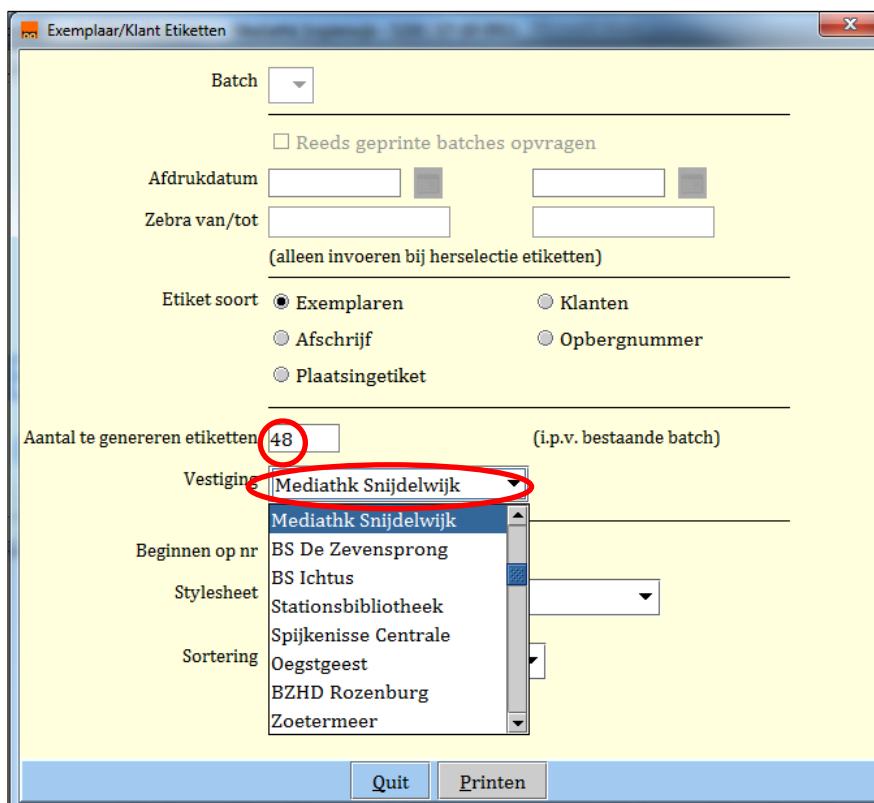 Exemplaar/Klant Etiketten
Batch
Reeds geprinte batches opvragen
Afdrukdatum
Zebra van/tot
(alleen invoeren bij herselectie etiketten)
Etiket soort Exemplaren Klanten
Afschrijf Opbergnummer
Plaatsingetiket
Aantal te genereren etiketten 48 (i.p.v. bestaande batch)
Vestiging Mediathk Snijdelwijk
Mediathk Snijdelwijk
Beginnen op nr BS De Zevensprong
BS Ichtus
Stylesheet Stationsbibliotheek
Spijkenisse Centrale
Sortering Oegstgeest
BZHD Rozenburg
Zoetermeer
Quit Printen